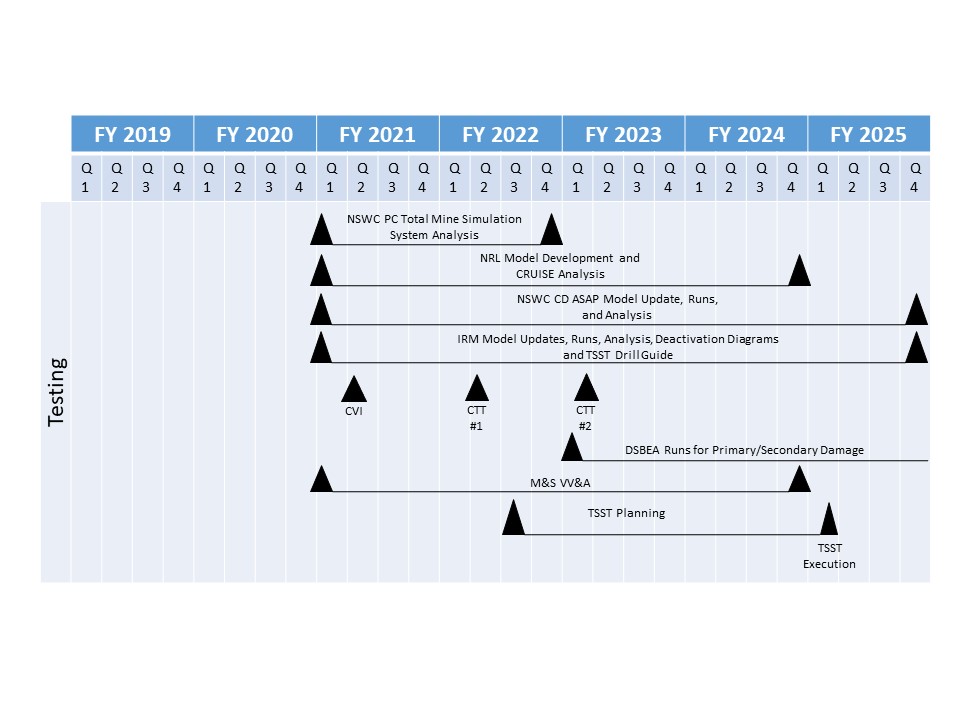 FY 2019 FY 2020 FY 2021 FY 2022 FY 2023 FY 2024 FY 2025
Q Q Q Q Q Q Q Q Q Q Q Q Q Q Q Q Q Q Q Q Q Q Q Q Q Q Q Q
1 2 3 4 1 2 3 4 1 2 3 4 1 2 3 4 1 2 3 4 1 2 3 4 1 2 3 4
Testing
NSWC PC Total Mine Simulation
System Analysis
NRL Model Development and
CRUISE Analysis
NSWC CD ASAP Model Update, Runs,
and Analysis
IRM Model Updates, Runs, Analysis, Deactivation Diagrams
and TSST Drill Guide
CVI
CTT
#1
CTT
#2
DSBEA Runs for Primary/Secondary Damage
M&S VV&A
TSST Planning
TSST
Execution